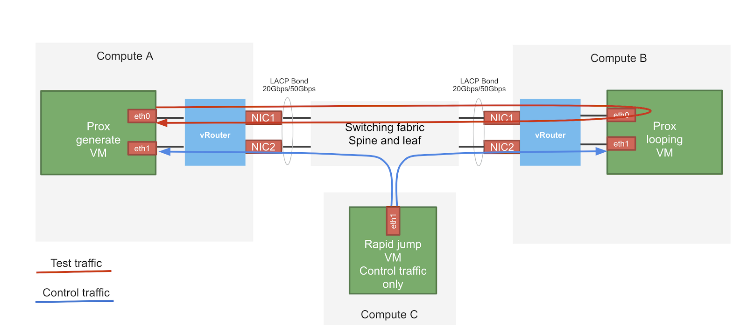 Compute A
Compute B
LACP Bond
20Gbps/50Gbps
LACP Bond
20Gbps/50Gbps
eth0
Prox
generate
VM
eth1
vRouter
NIC1
NIC2
Switching fabric
Spine and leaf
NIC1
NIC2
vRouter
eth0
Prox
looping
VM
eth1
eth1
Rapid jump
VM
Control traffic
only
Compute C
Test traffic
Control traffic